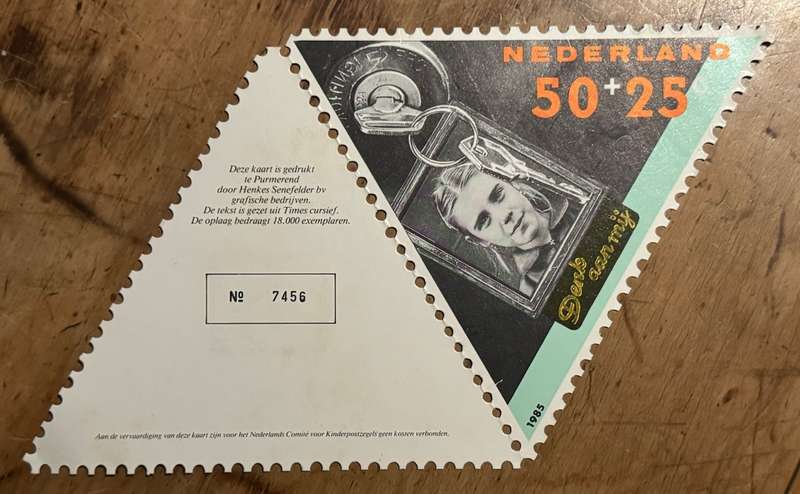 Deze kaart is gedrukt
te Purmerend
door Henkes Senefelder bv
grafische bedrijven.
De tekst is gezet uit Times cursief.
De oplaag bedraagt 18.000 exemplaren.
Nº 7456
Aan de vervaardiging van deze kaart zijn voor het Nederlands Comité voor Kinderpostzegels geen kosten verbonden.
NEDERLAND
50+25
Denk
aan mij
1985